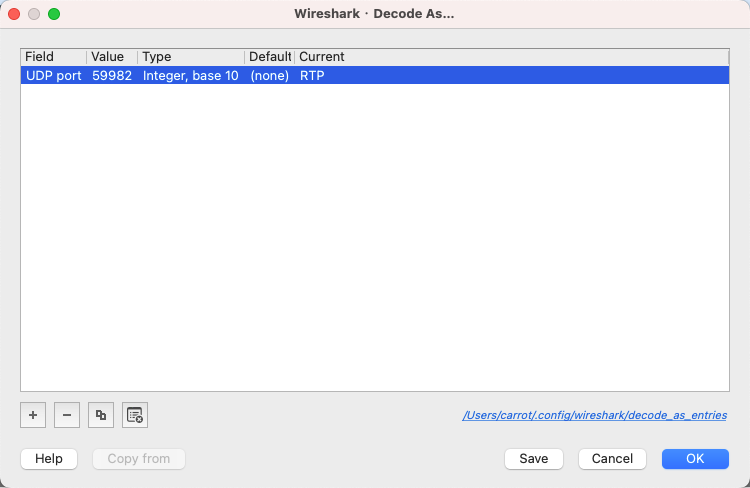 Wireshark · Decode As...
Field Value Type Default Current
UDP port 59982 Integer, base 10 (none) RTP
/Users/carrot/.config/wireshark/decode_as_entries
Help Copy from Save Cancel OK